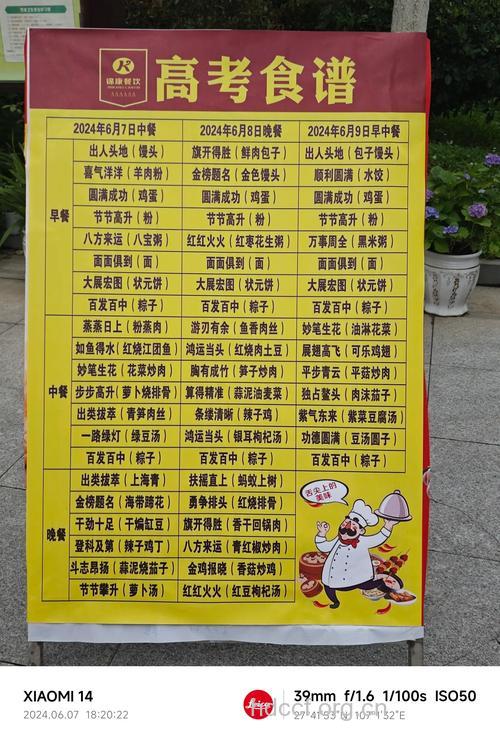 锦康餐饮
高考食谱
2024年6月7日中餐 2024年6月8日晚餐 2024年6月9日早中餐
早餐
出人头地（馒头） 旗开得胜（鲜肉包子） 出人头地（包子馒头）
喜气洋洋（羊肉粉） 金榜题名（金色馒头） 顺利圆满（水饺）
圆满成功（鸡蛋） 圆满成功（鸡蛋） 圆满成功（鸡蛋）
节节高升（粉） 节节高升（粉） 节节高升（粉）
八方来运（八宝粥） 红红火火（红枣花生粥） 万事周全（黑米粥）
面面俱到（面） 面面俱到（面） 面面俱到（面）
大展宏图（状元饼） 大展宏图（状元饼） 大展宏图（状元饼）
百发百中（粽子） 百发百中（粽子） 百发百中（粽子）
中餐
蒸蒸日上（粉蒸肉） 游刃有余（鱼香肉丝） 妙笔生花（油淋花菜）
如鱼得水（红烧江团鱼） 鸿运当头（红烧肉土豆） 展翅高飞（可乐鸡翅）
妙笔生花（花菜炒肉） 胸有成竹（笋子炒肉） 平步青云（平菇炒肉）
步步高升（萝卜烧排骨） 算得精准（蒜泥油麦菜） 独占鳌头（肉沫茄子）
出类拔萃（青笋肉丝） 条缕清晰（辣子鸡） 紫气东来（紫菜豆腐汤）
一路绿灯（绿豆汤） 鸿运当头（银耳枸杞汤） 功德圆满（豆汤圆子）
百发百中（粽子） 百发百中（粽子） 百发百中（粽子）
晚餐
出类拔萃（上海青） 扶摇直上（蚂蚁上树）
金榜题名（海带蹄花） 勇争排头（红烧排骨）
干劲十足（干煸缸豆） 旗开得胜（香干回锅肉）
登科及第（辣子鸡丁） 八方来运（青红椒炒肉）
斗志昂扬（蒜泥烧茄子） 金鸡报晓（香菇炒鸡）
节节攀升（萝卜汤） 红红火火（红豆枸杞汤）
舌尖上的
美味
XIAOMI 14
2024.06.07 18:20:22
Leica
39mm f/1.6 1/100s ISO50
27°41'53"N 107°1'32"E